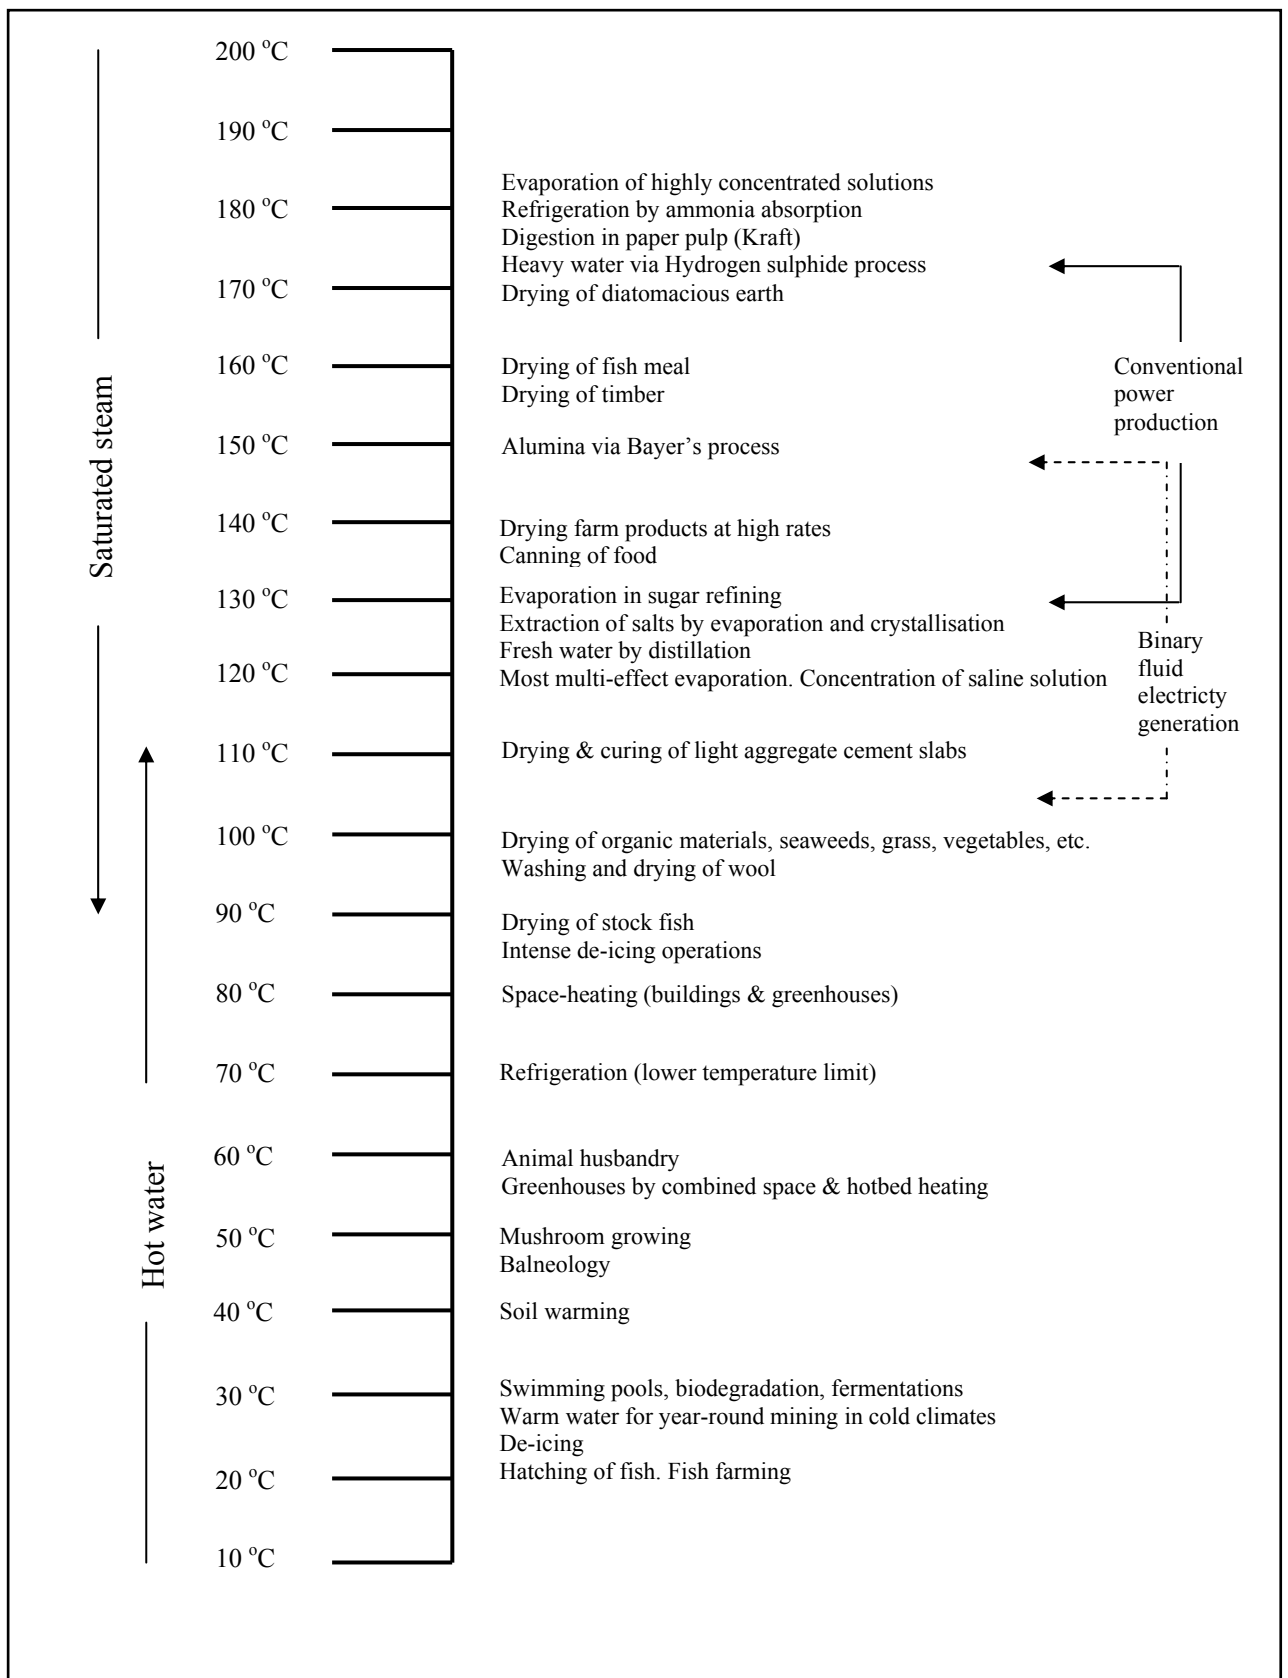 200 °C
190 °C
Evaporation of highly concentrated solutions
180 °C
Refrigeration by ammonia absorption
Digestion in paper pulp (Kraft)
Heavy water via Hydrogen sulphide process
170 °C
Drying of diatomacious earth
160 °C
Drying of fish meal
Drying of timber
Conventional
power
production
Saturated steam
150 °C
Alumina via Bayer's process
140 °C
Drying farm products at high rates
Canning of food
130 °C
Evaporation in sugar refining
Extraction of salts by evaporation and crystallisation
Fresh water by distillation
120 °C
Most multi-effect evaporation. Concentration of saline solution
Binary
fluid
electricty
generation
110 °C
Drying & curing of light aggregate cement slabs
100 °C
Drying of organic materials, seaweeds, grass, vegetables, etc.
Washing and drying of wool
90 °C
Drying of stock fish
Intense de-icing operations
80 °C
Space-heating (buildings & greenhouses)
70 °C
Refrigeration (lower temperature limit)
60 °C
Animal husbandry
Greenhouses by combined space & hotbed heating
Hot water
50 °C
Mushroom growing
Balneology
40 °C
Soil warming
30 °C
Swimming pools, biodegradation, fermentations
Warm water for year-round mining in cold climates
De-icing
20 °C
Hatching of fish. Fish farming
10 °C